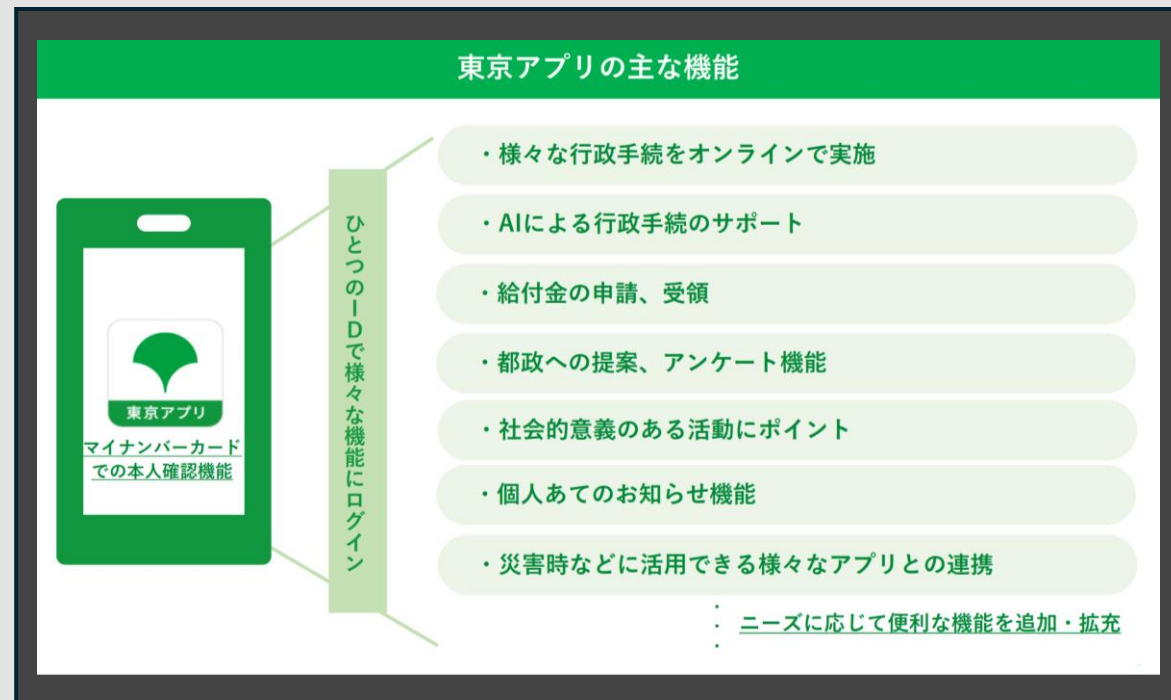 東京アプリの主な機能
東京アプリ
マイナンバーカード
での本人確認機能
ひとつのIDで様々な機能にログイン
・様々な行政手続をオンラインで実施
・AIによる行政手続のサポート
・給付金の申請、受領
・都政への提案、アンケート機能
・社会的意義のある活動にポイント
・個人あてのお知らせ機能
・災害時などに活用できる様々なアプリとの連携
ニーズに応じて便利な機能を追加・拡充